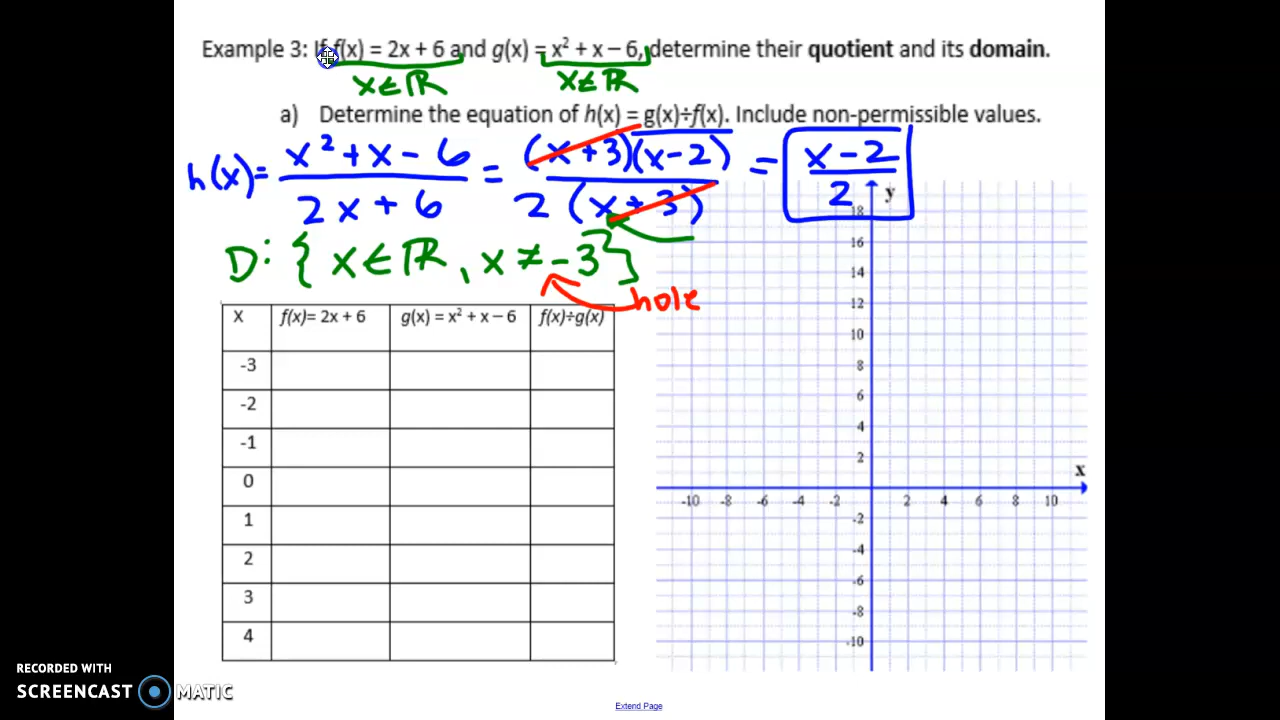 Example 3: If f(x) = 2x + 6 and g(x) = x² + x – 6, determine their quotient and its domain.
x∈ℝ x∈ℝ
a) Determine the equation of h(x) = g(x)÷f(x). Include non-permissible values.
h(x)= x² + x – 6 / 2x + 6 = (x + 3)(x – 2) / 2 (x + 3) = x – 2 / 2
D: { x∈ℝ, x ≠ –3 }
hole
X f(x)= 2x + 6 g(x) = x² + x – 6 f(x)÷g(x)
-3
-2
-1
0
1
2
3
4
y
18
16
14
12
10
8
6
4
2
x
-10 -8 -6 -4 -2 2 4 6 8 10
-2
-4
-6
-8
-10
RECORDED WITH
SCREENCAST MATIC
Extend Page